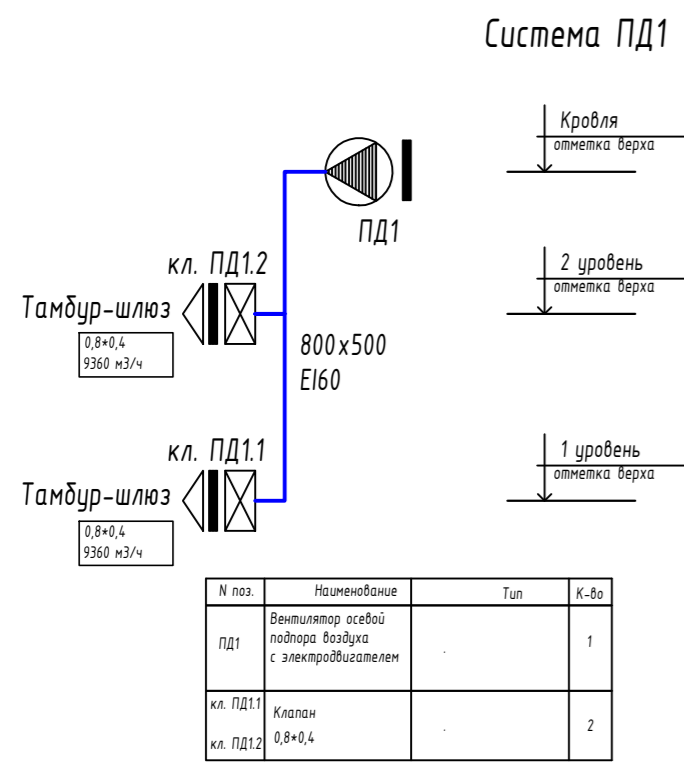 Система ПД1
Кровля
отметка верха
ПД1
кл. ПД1.2
2 уровень
отметка верха
Тамбур-шлюз
0,8*0,4
9360 м3/ч
800х500
EI60
кл. ПД1.1
1 уровень
отметка верха
Тамбур-шлюз
0,8*0,4
9360 м3/ч
N поз. Наименование Тип К-во
ПД1 Вентилятор осевой
подпора воздуха
с электродвигателем . 1
кл. ПД1.1
кл. ПД1.2 Клапан
0,8*0,4 . 2